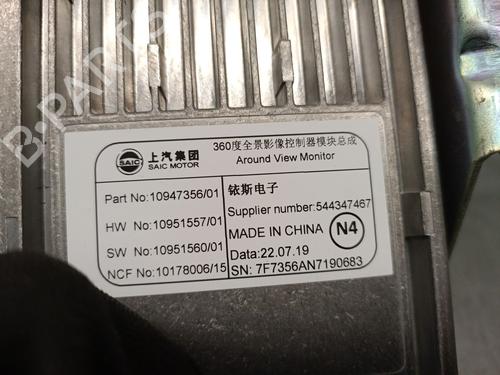 B-PARTS
SAIC 上汽集团
SAIC MOTOR
360度全景影像控制器模块总成
Around View Monitor
Part No:10947356/01
HW No:10951557/01
SW No:10951560/01
NCF No:10178006/15
铱斯电子
Supplier number:544347467
MADE IN CHINA
N4
Data:22.07.19
SN: 7F7356AN7190683